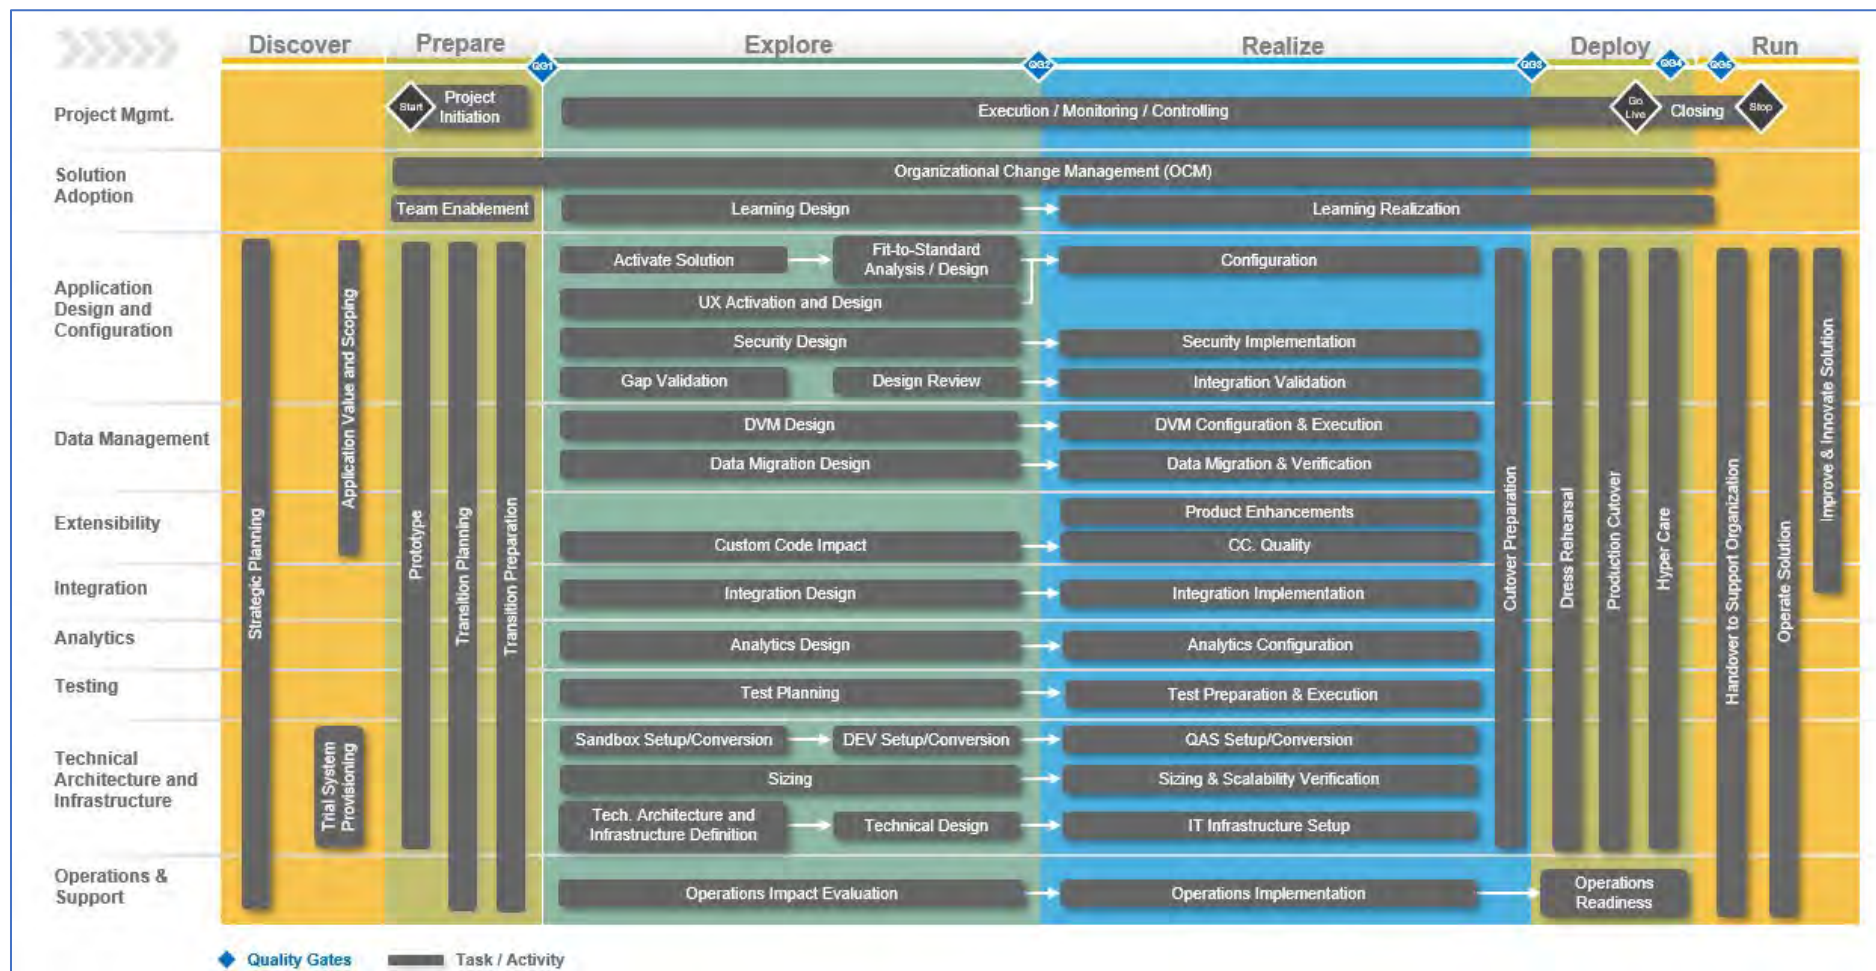 Discover
Prepare
Explore
Realize
Deploy
Run
QG1
QG2
QG3
QG4
QG5
Project Mgmt.
Start
Project
Initiation
Execution / Monitoring / Controlling
Go
Live
Closing
Stop
Solution
Adoption
Organizational Change Management (OCM)
Team Enablement
Learning Design
Learning Realization
Application
Design and
Configuration
Activate Solution
Fit-to-Standard
Analysis / Design
Configuration
UX Activation and Design
Security Design
Security Implementation
Gap Validation
Design Review
Integration Validation
Data Management
DVM Design
DVM Configuration & Execution
Data Migration Design
Data Migration & Verification
Extensibility
Product Enhancements
Custom Code Impact
CC. Quality
Integration
Integration Design
Integration Implementation
Analytics
Analytics Design
Analytics Configuration
Testing
Test Planning
Test Preparation & Execution
Technical
Architecture and
Infrastructure
Sandbox Setup/Conversion
DEV Setup/Conversion
QAS Setup/Conversion
Sizing
Sizing & Scalability Verification
Tech. Architecture and
Infrastructure Definition
Technical Design
IT Infrastructure Setup
Operations &
Support
Operations Impact Evaluation
Operations Implementation
Operations
Readiness
Strategic Planning
Application Value and Scoping
Trial System
Provisioning
Prototype
Transition Planning
Transition Preparation
Cutover Preparation
Dress Rehearsal
Production Cutover
Hyper Care
Handover to Support Organization
Operate Solution
Improve & Innovate Solution
Quality Gates
Task / Activity